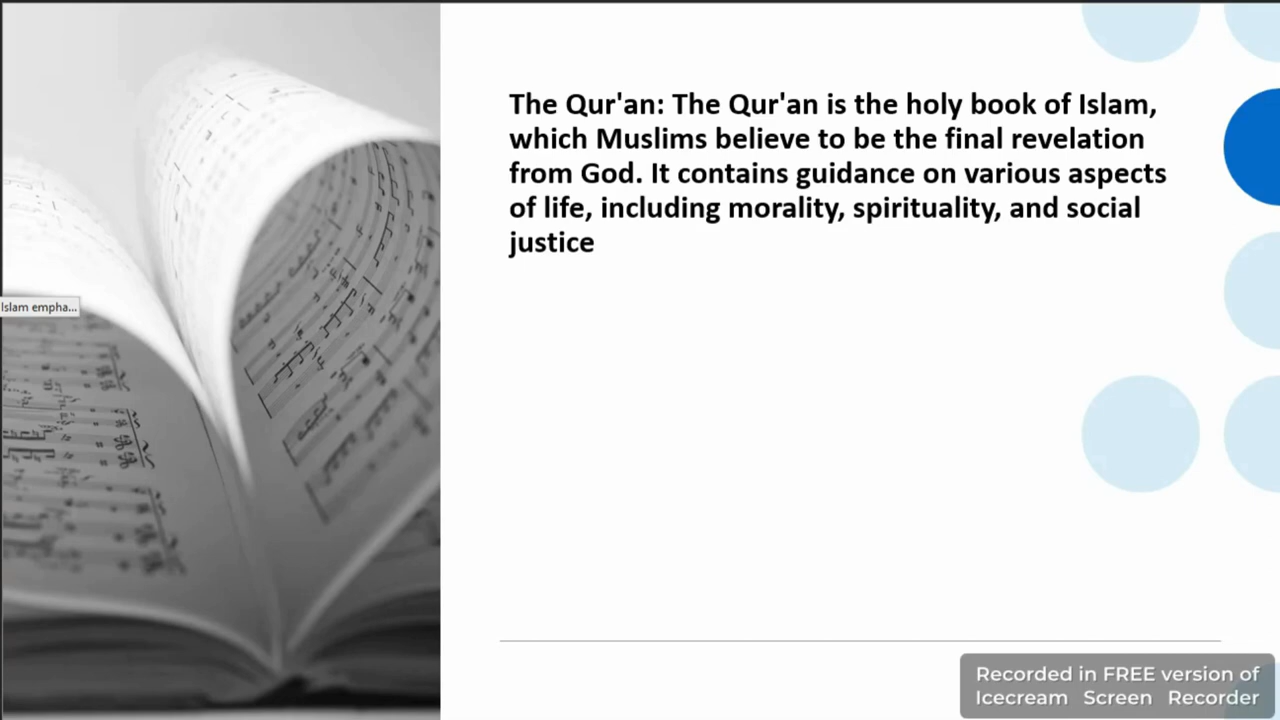 The Qur'an: The Qur'an is the holy book of Islam,
which Muslims believe to be the final revelation
from God. It contains guidance on various aspects
of life, including morality, spirituality, and social
justice
Islam empha...
Recorded in FREE version of
Icecream Screen Recorder